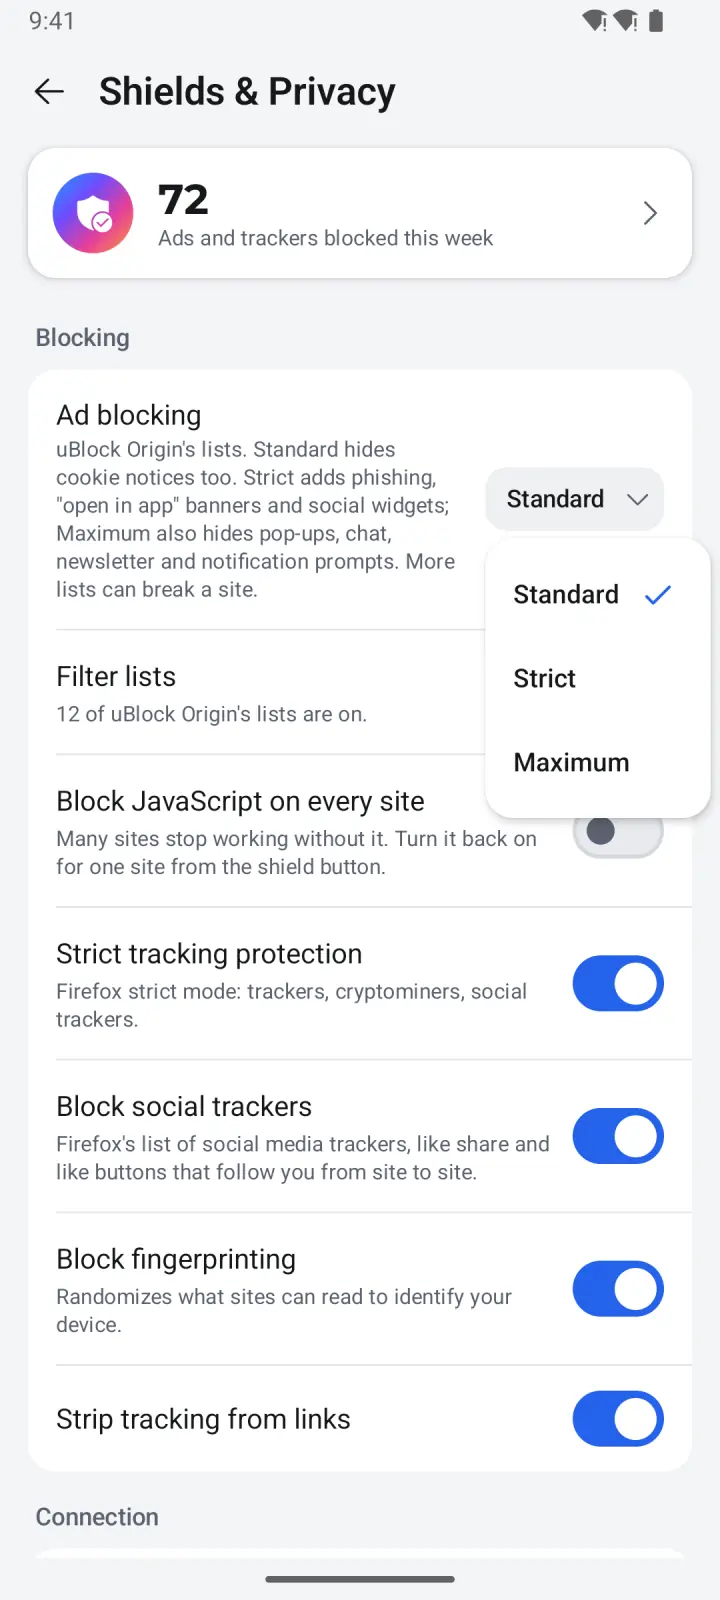 9:41
Shields & Privacy
72
Ads and trackers blocked this week
Blocking
Ad blocking
uBlock Origin's lists. Standard hides
cookie notices too. Strict adds phishing,
"open in app" banners and social widgets;
Maximum also hides pop-ups, chat,
newsletter and notification prompts. More
lists can break a site.
Standard
Standard
Strict
Maximum
Filter lists
12 of uBlock Origin's lists are on.
Block JavaScript on every site
Many sites stop working without it. Turn it back on
for one site from the shield button.
Strict tracking protection
Firefox strict mode: trackers, cryptominers, social
trackers.
Block social trackers
Firefox's list of social media trackers, like share and
like buttons that follow you from site to site.
Block fingerprinting
Randomizes what sites can read to identify your
device.
Strip tracking from links
Connection